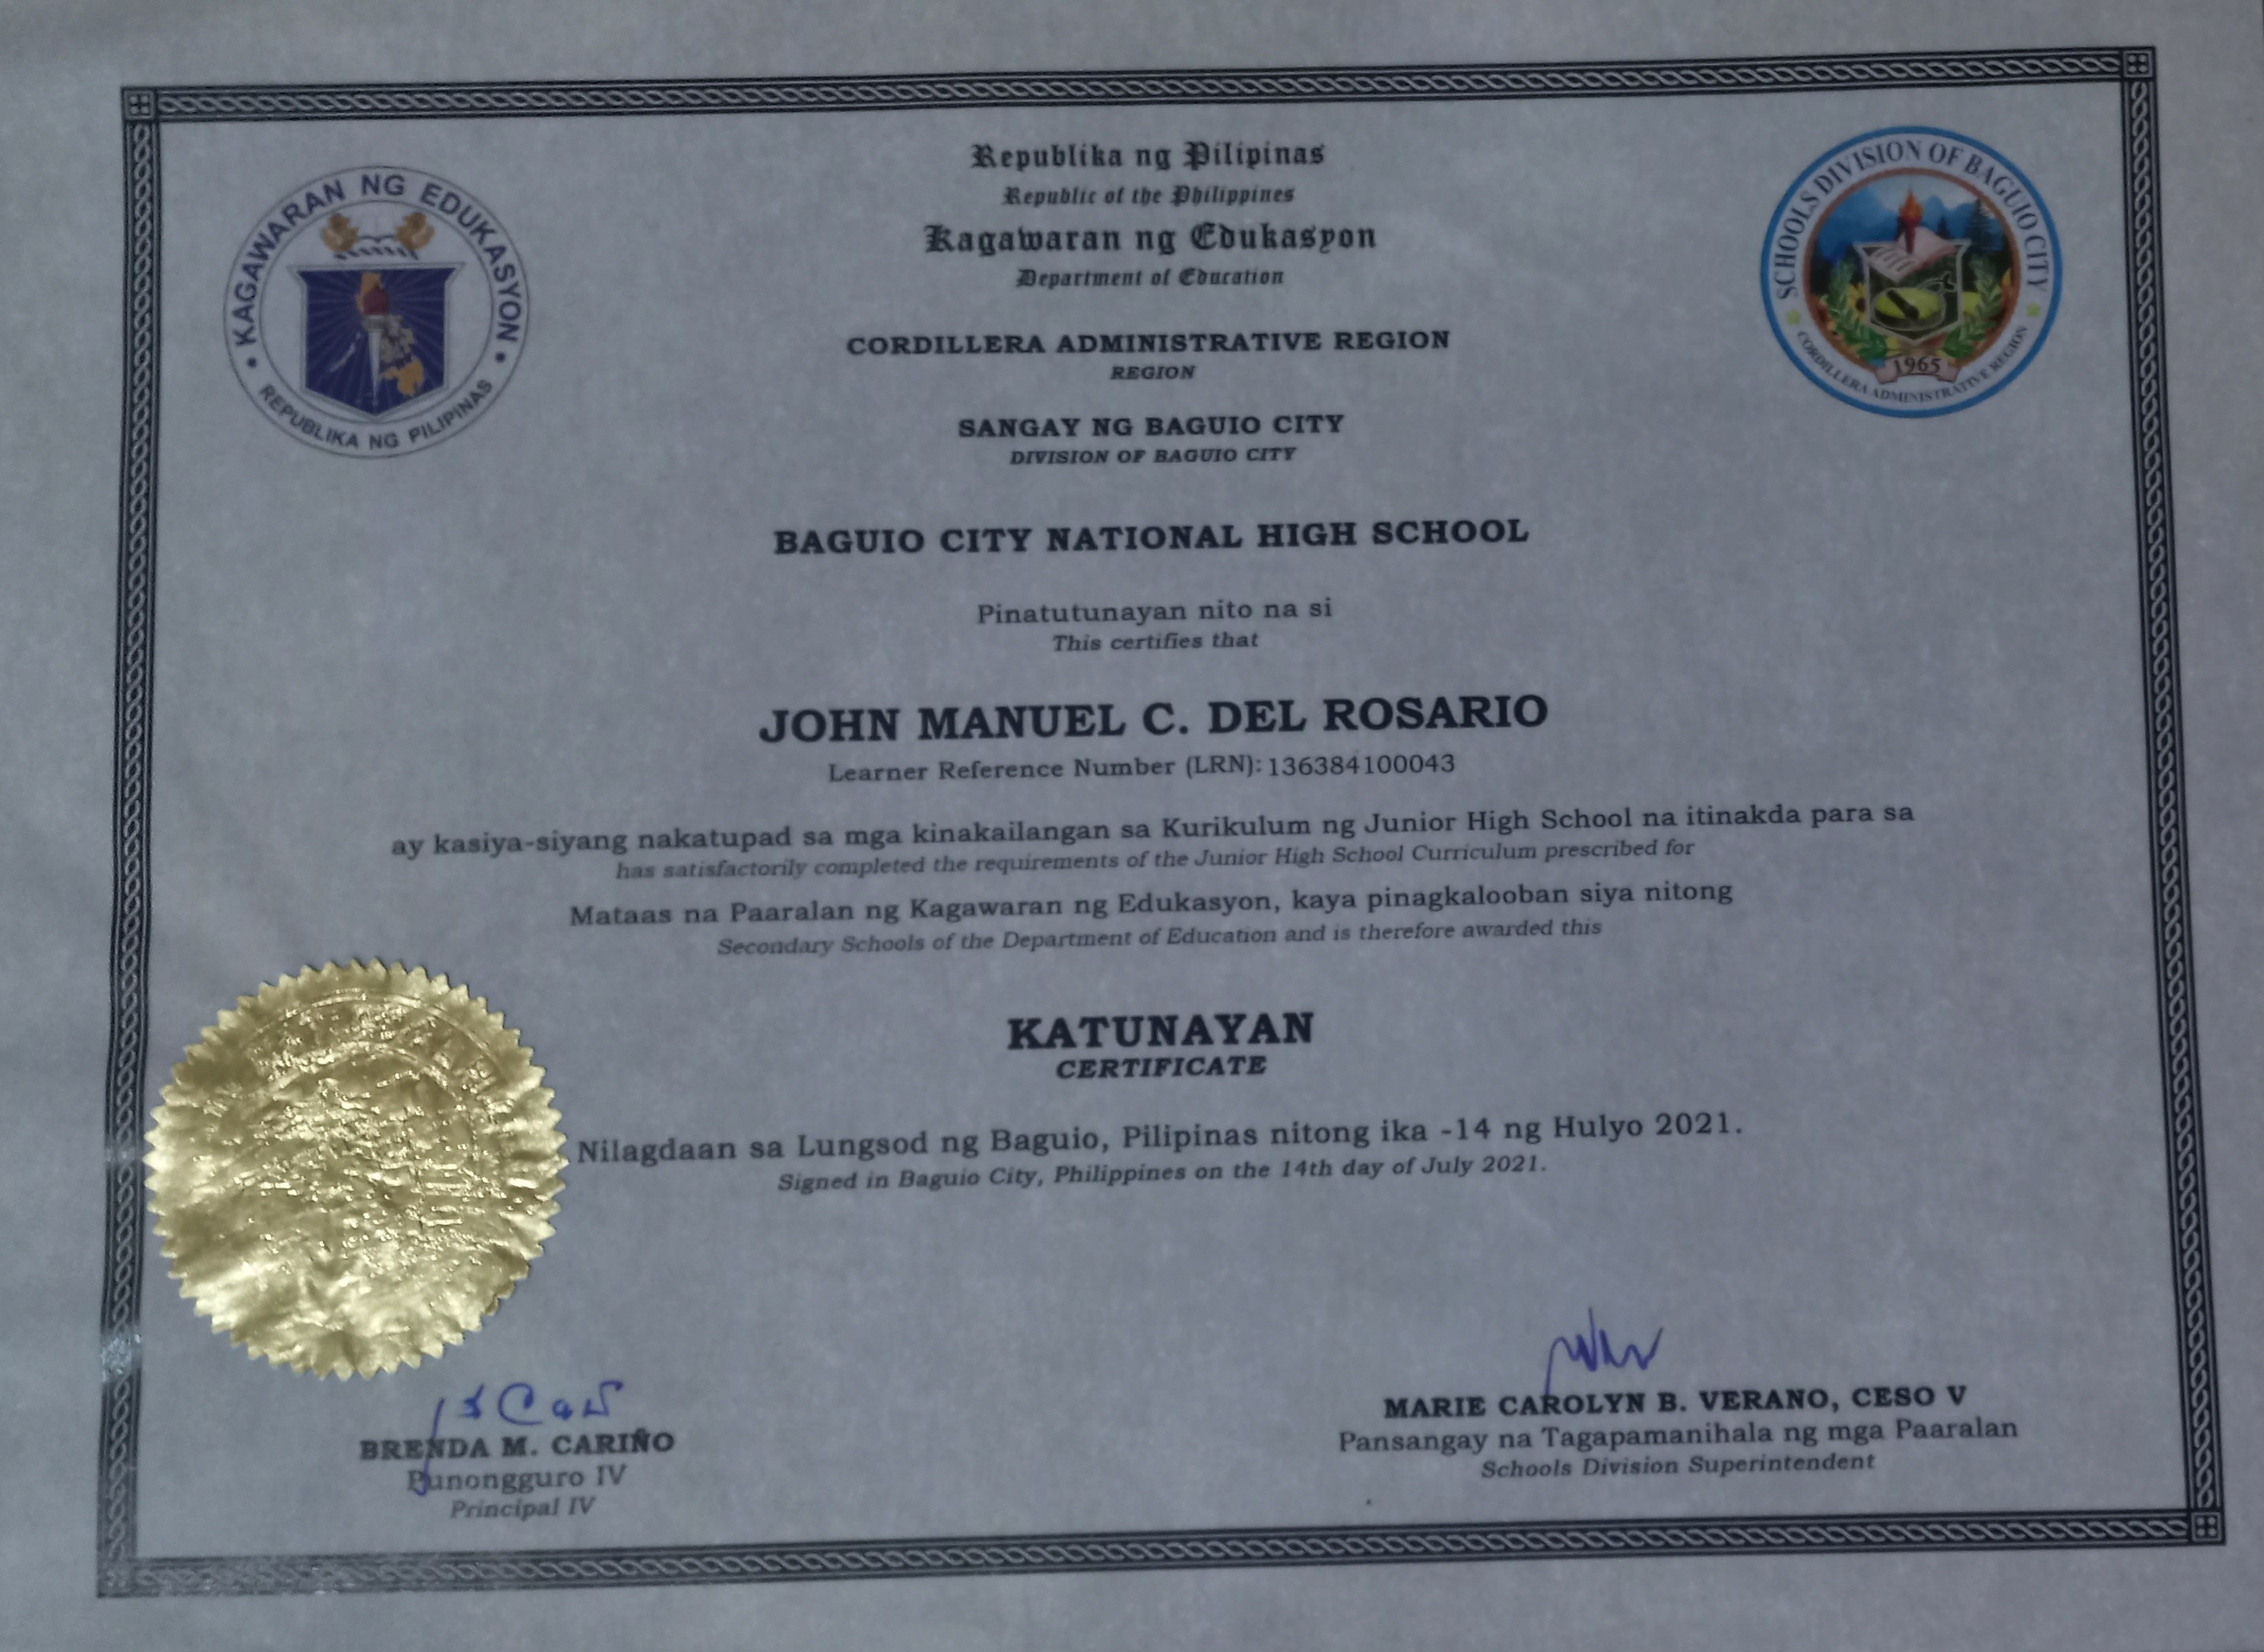 Republika ng Pilipinas
Republic of the Philippines
Kagawaran ng Edukasyon
Department of Education
KAGAWARAN NG EDUKASYON
REPUBLIKA NG PILIPINAS
SCHOOLS DIVISION OF BAGUIO CITY
1965
CORDILLERA ADMINISTRATIVE REGION
CORDILLERA ADMINISTRATIVE REGION
REGION
SANGAY NG BAGUIO CITY
DIVISION OF BAGUIO CITY
BAGUIO CITY NATIONAL HIGH SCHOOL
Pinatutunayan nito na si
This certifies that
JOHN MANUEL C. DEL ROSARIO
Learner Reference Number (LRN): 136384100043
ay kasiya-siyang nakatupad sa mga kinakailangan sa Kurikulum ng Junior High School na itinakda para sa
has satisfactorily completed the requirements of the Junior High School Curriculum prescribed for
Mataas na Paaralan ng Kagawaran ng Edukasyon, kaya pinagkalooban siya nitong
Secondary Schools of the Department of Education and is therefore awarded this
KATUNAYAN
CERTIFICATE
Nilagdaan sa Lungsod ng Baguio, Pilipinas nitong ika -14 ng Hulyo 2021.
Signed in Baguio City, Philippines on the 14th day of July 2021.
BRENDA M. CARIÑO
Punongguro IV
Principal IV
MARIE CAROLYN B. VERANO, CESO V
Pansangay na Tagapamanihala ng mga Paaralan
Schools Division Superintendent